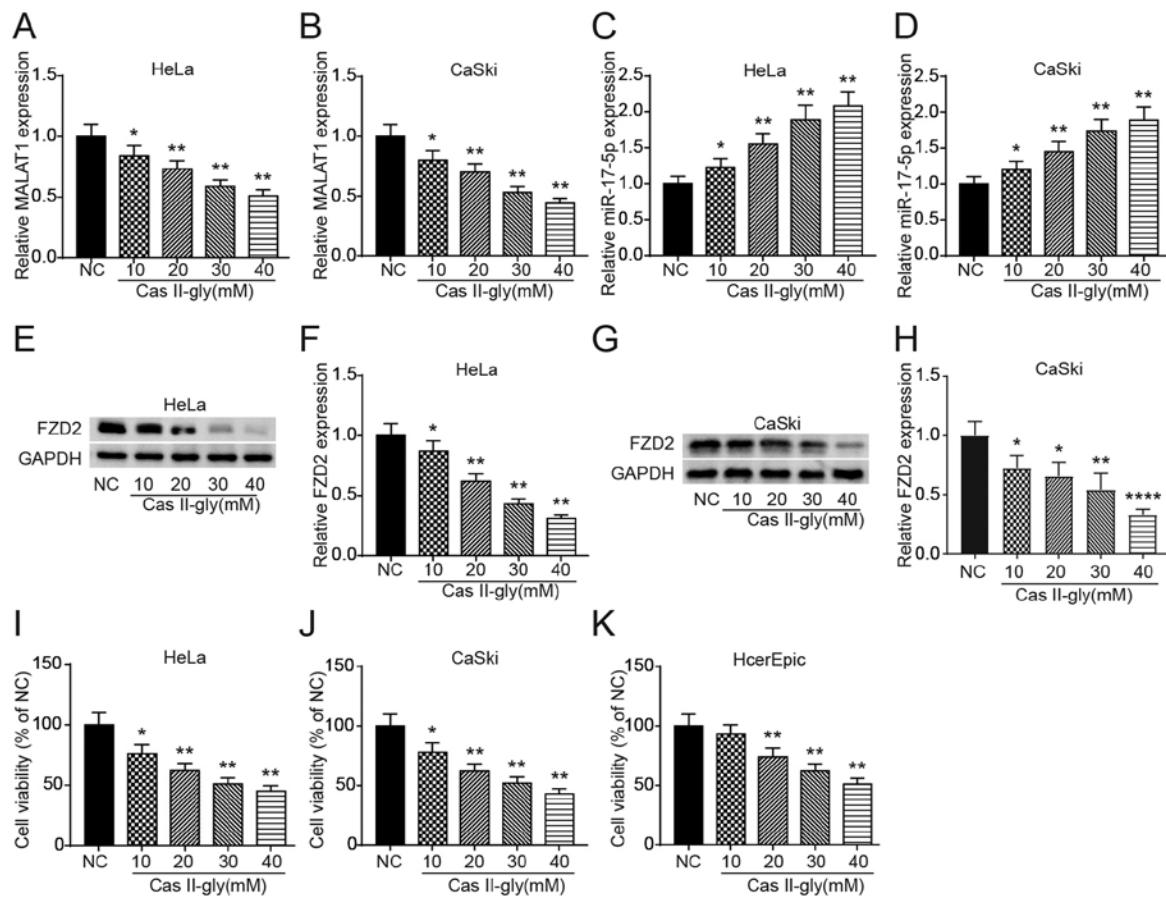 A
HeLa
Relative MALAT1 expression
1.5
1.0
0.5
0.0
* ** ** **
NC 10 20 30 40
Cas II-gly(mM)
B
CaSki
Relative MALAT1 expression
1.5
1.0
0.5
0.0
* ** ** **
NC 10 20 30 40
Cas II-gly(mM)
C
HeLa
Relative miR-17-5p expression
2.5
2.0
1.5
1.0
0.5
0.0
* ** ** **
NC 10 20 30 40
Cas II-gly(mM)
D
CaSki
Relative miR-17-5p expression
2.5
2.0
1.5
1.0
0.5
0.0
* ** ** **
NC 10 20 30 40
Cas II-gly(mM)
E
HeLa
FZD2
GAPDH
NC 10 20 30 40
Cas II-gly(mM)
F
HeLa
Relative FZD2 expression
1.5
1.0
0.5
0.0
* ** ** **
NC 10 20 30 40
Cas II-gly(mM)
G
CaSki
FZD2
GAPDH
NC 10 20 30 40
Cas II-gly(mM)
H
CaSki
Relative FZD2 expression
1.5
1.0
0.5
0.0
* * ** ****
NC 10 20 30 40
Cas II-gly(mM)
I
HeLa
Cell viability (% of NC)
150
100
50
0
* ** ** **
NC 10 20 30 40
Cas II-gly(mM)
J
CaSki
Cell viability (% of NC)
150
100
50
0
* ** ** **
NC 10 20 30 40
Cas II-gly(mM)
K
HcerEpic
Cell viability (% of NC)
150
100
50
0
** ** **
NC 10 20 30 40
Cas II-gly(mM)